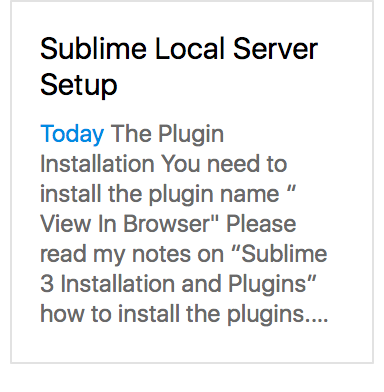 Sublime Local Server
Setup
Today The Plugin
Installation You need to
install the plugin name “
View In Browser" Please
read my notes on “Sublime
3 Installation and Plugins”
how to install the plugins....